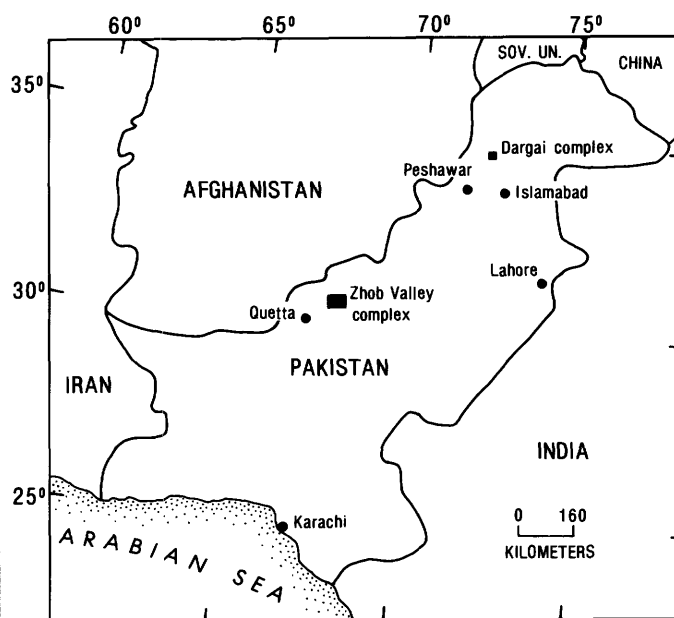 60⁰ 65⁰ 70⁰ 75⁰
SOV. UN.
CHINA
35⁰
Dargai complex
Peshawar
Islamabad
AFGHANISTAN
Lahore
30⁰
Zhob Valley
complex
Quetta
PAKISTAN
IRAN
INDIA
25⁰
Karachi
0 160
KILOMETERS
ARABIAN SEA